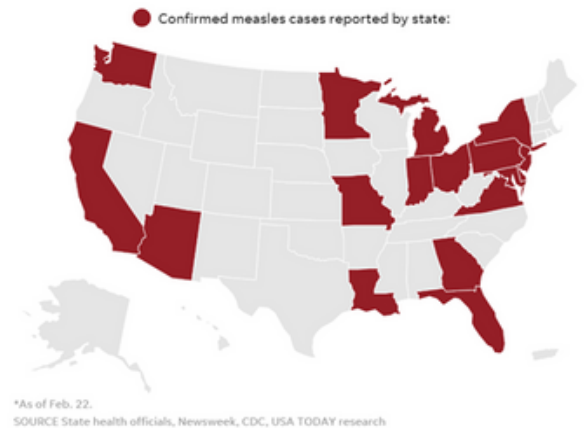 Confirmed measles cases reported by state:
*As of Feb. 22.
SOURCE State health officials, Newsweek, CDC, USA TODAY research